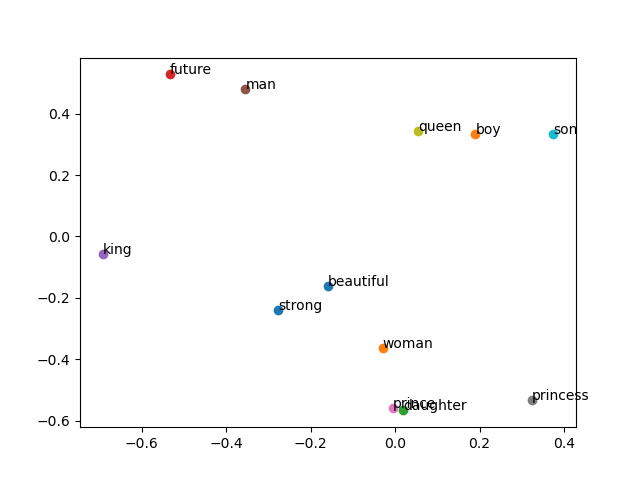 future
man
queen
boy
son
king
beautiful
strong
woman
prince
daughter
princess
0.4
0.2
0.0
−0.2
−0.4
−0.6
−0.6
−0.4
−0.2
0.0
0.2
0.4